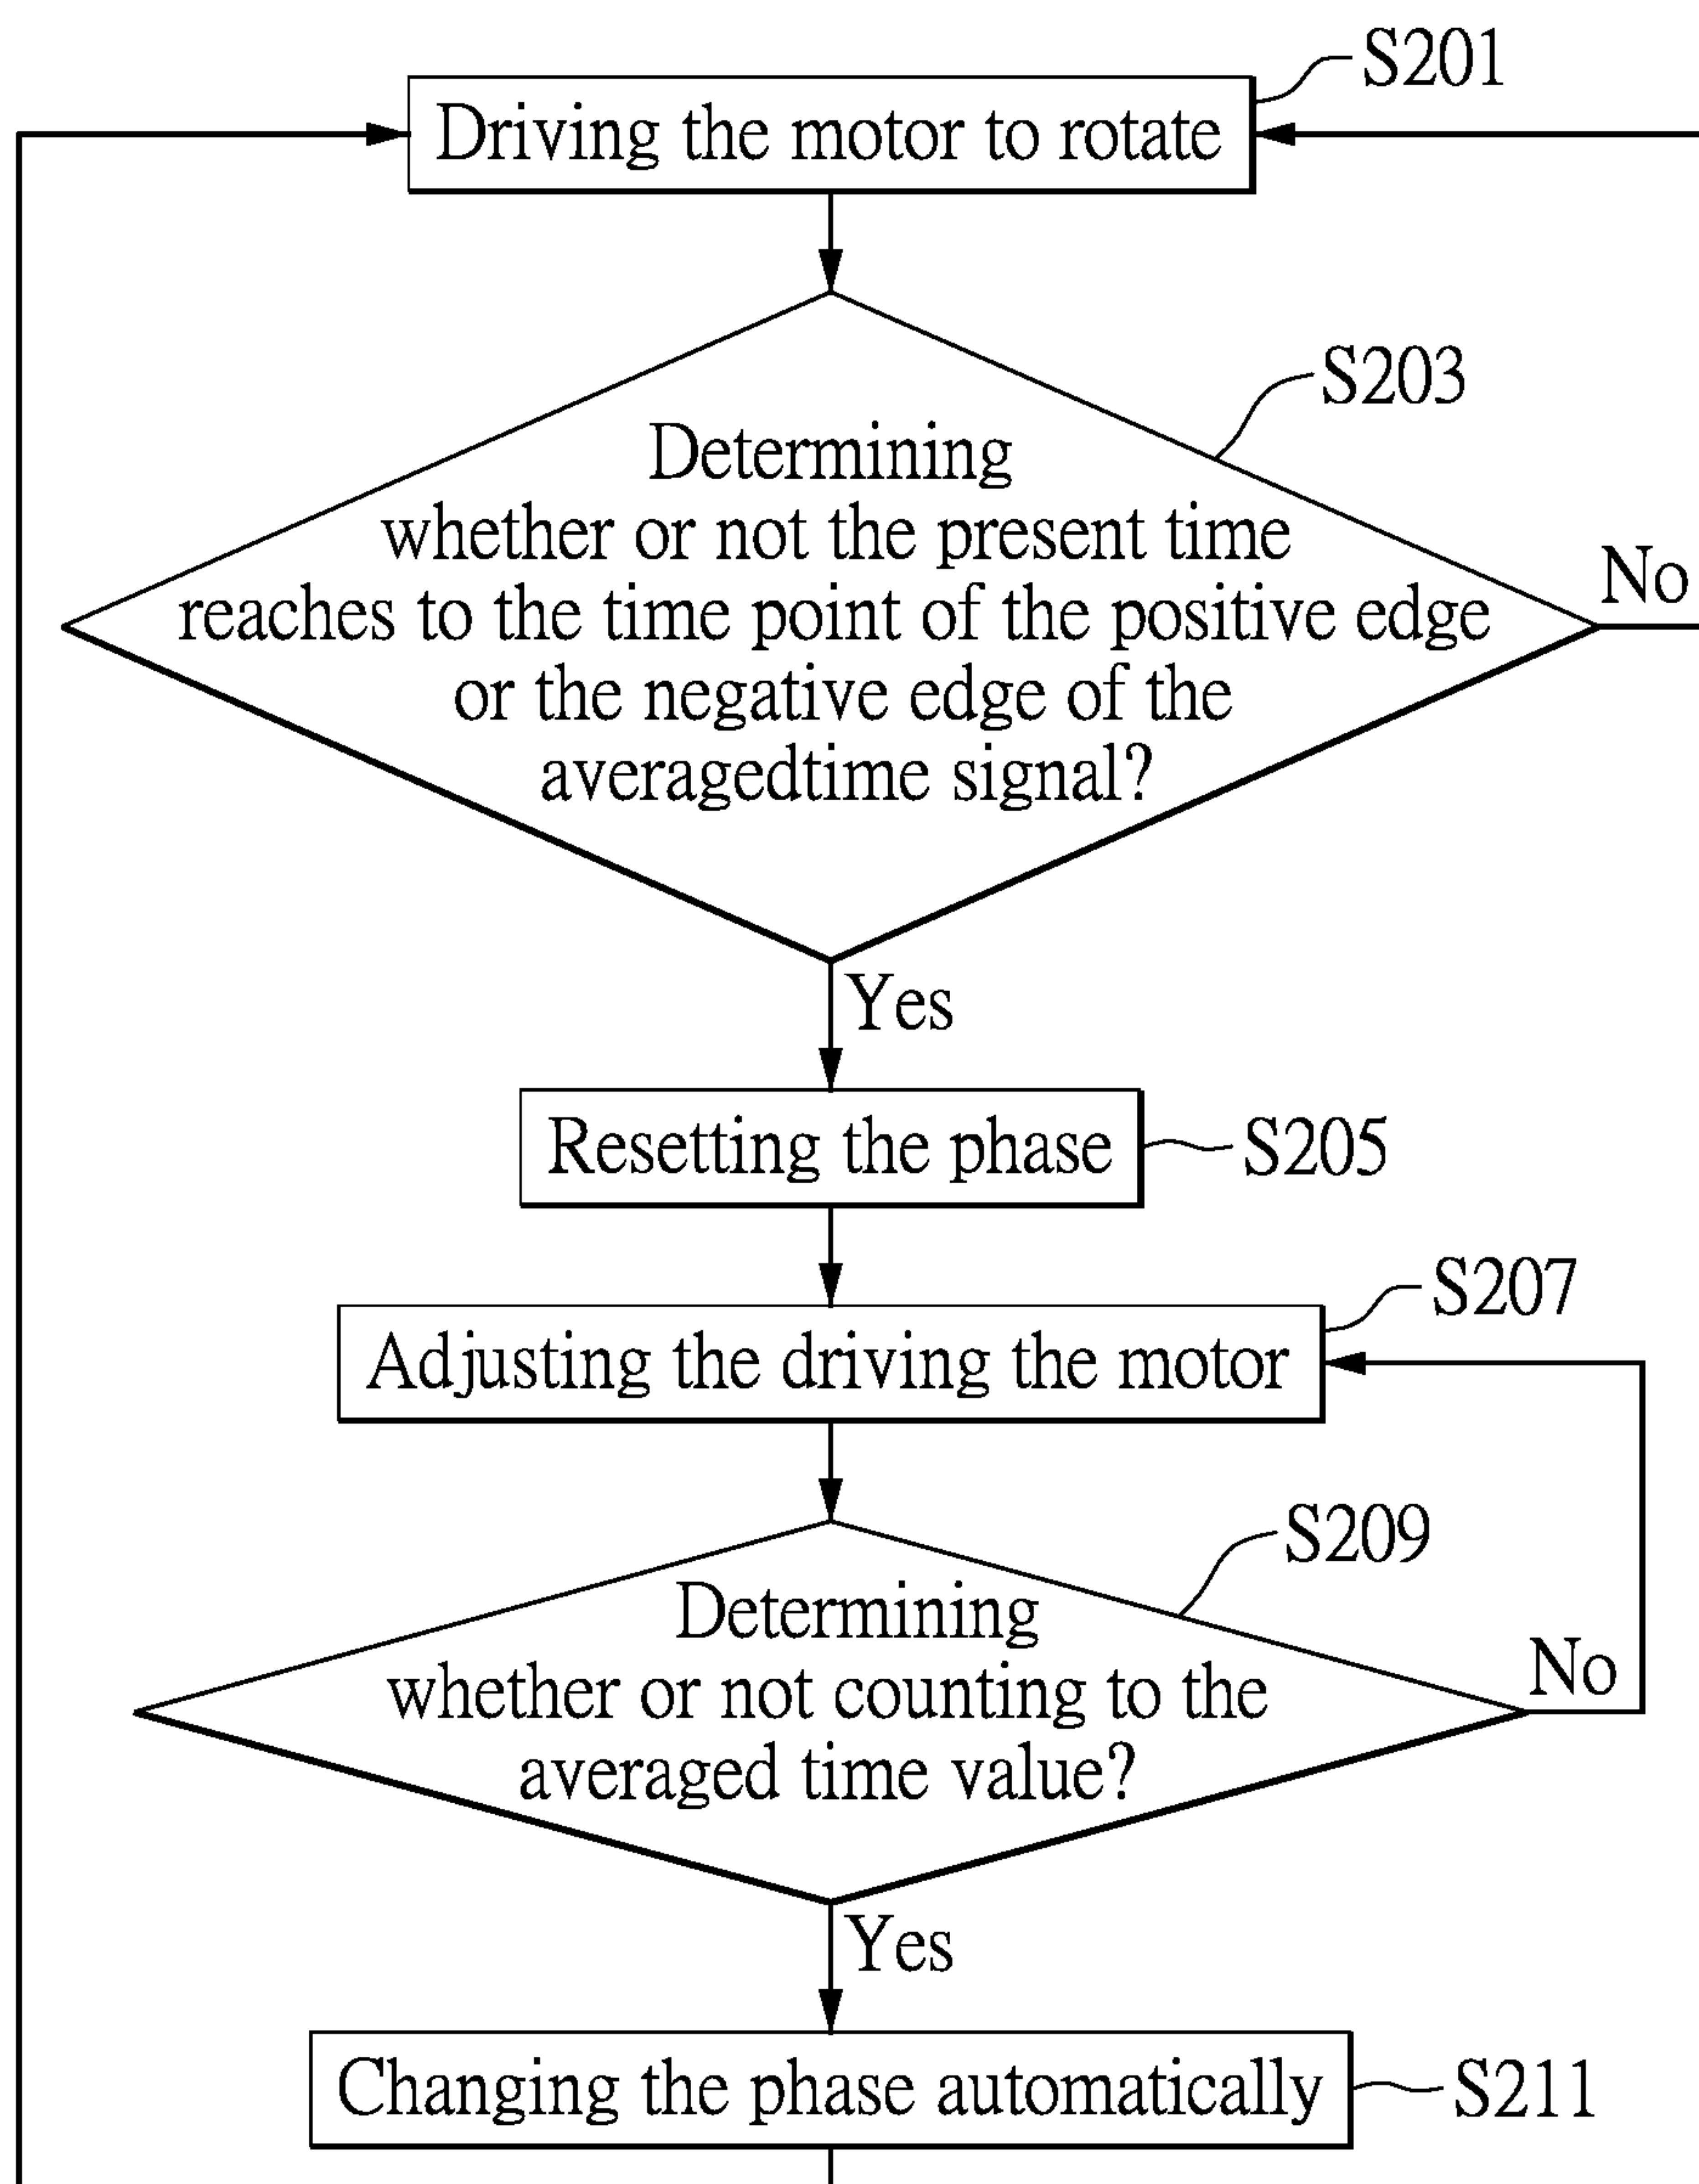 S201
Driving the motor to rotate
S203
Determining
whether or not the present time
reaches to the time point of the positive edge
or the negative edge of the
averagedtime signal?
No
Yes
Resetting the phase
S205
S207
Adjusting the driving the motor
S209
Determining
whether or not counting to the
averaged time value?
No
Yes
Changing the phase automatically
S211